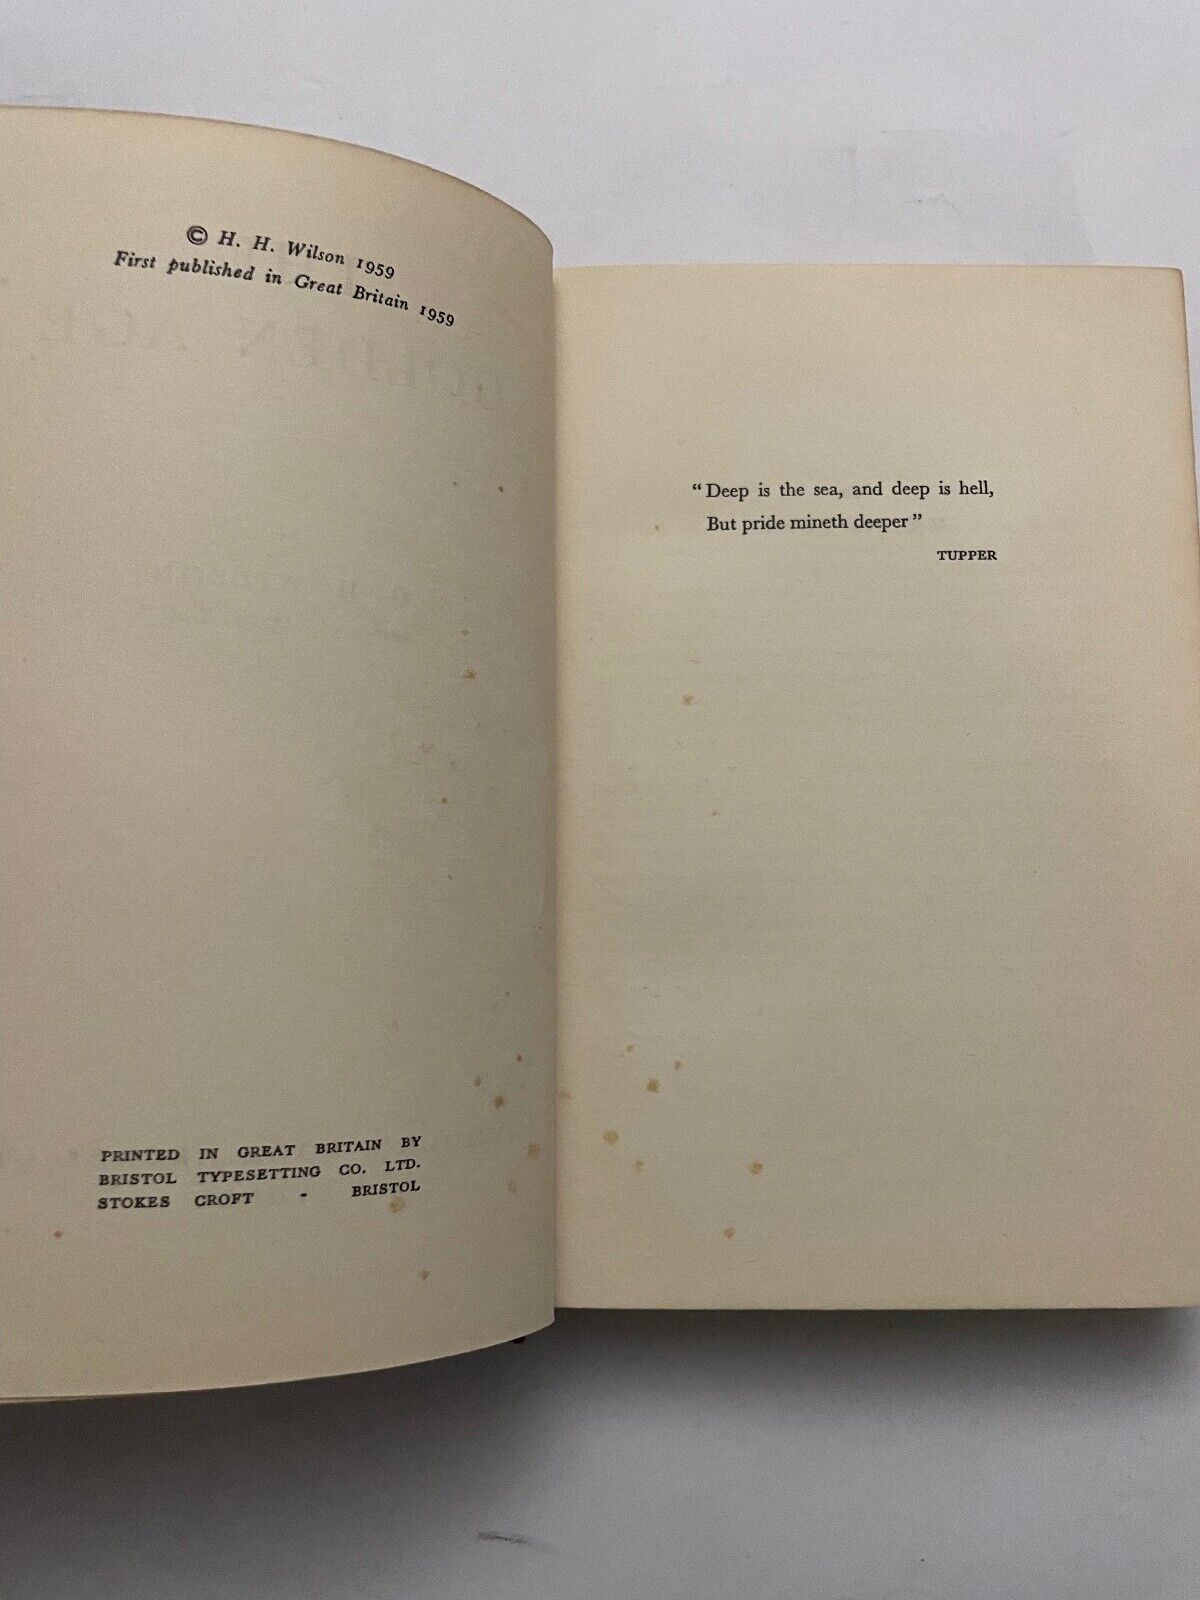 © H. H. Wilson 1959
First published in Great Britain 1959
PRINTED IN GREAT BRITAIN BY
BRISTOL TYPESETTING CO. LTD.
STOKES CROFT - BRISTOL
“Deep is the sea, and deep is hell,
But pride mineth deeper”
TUPPER